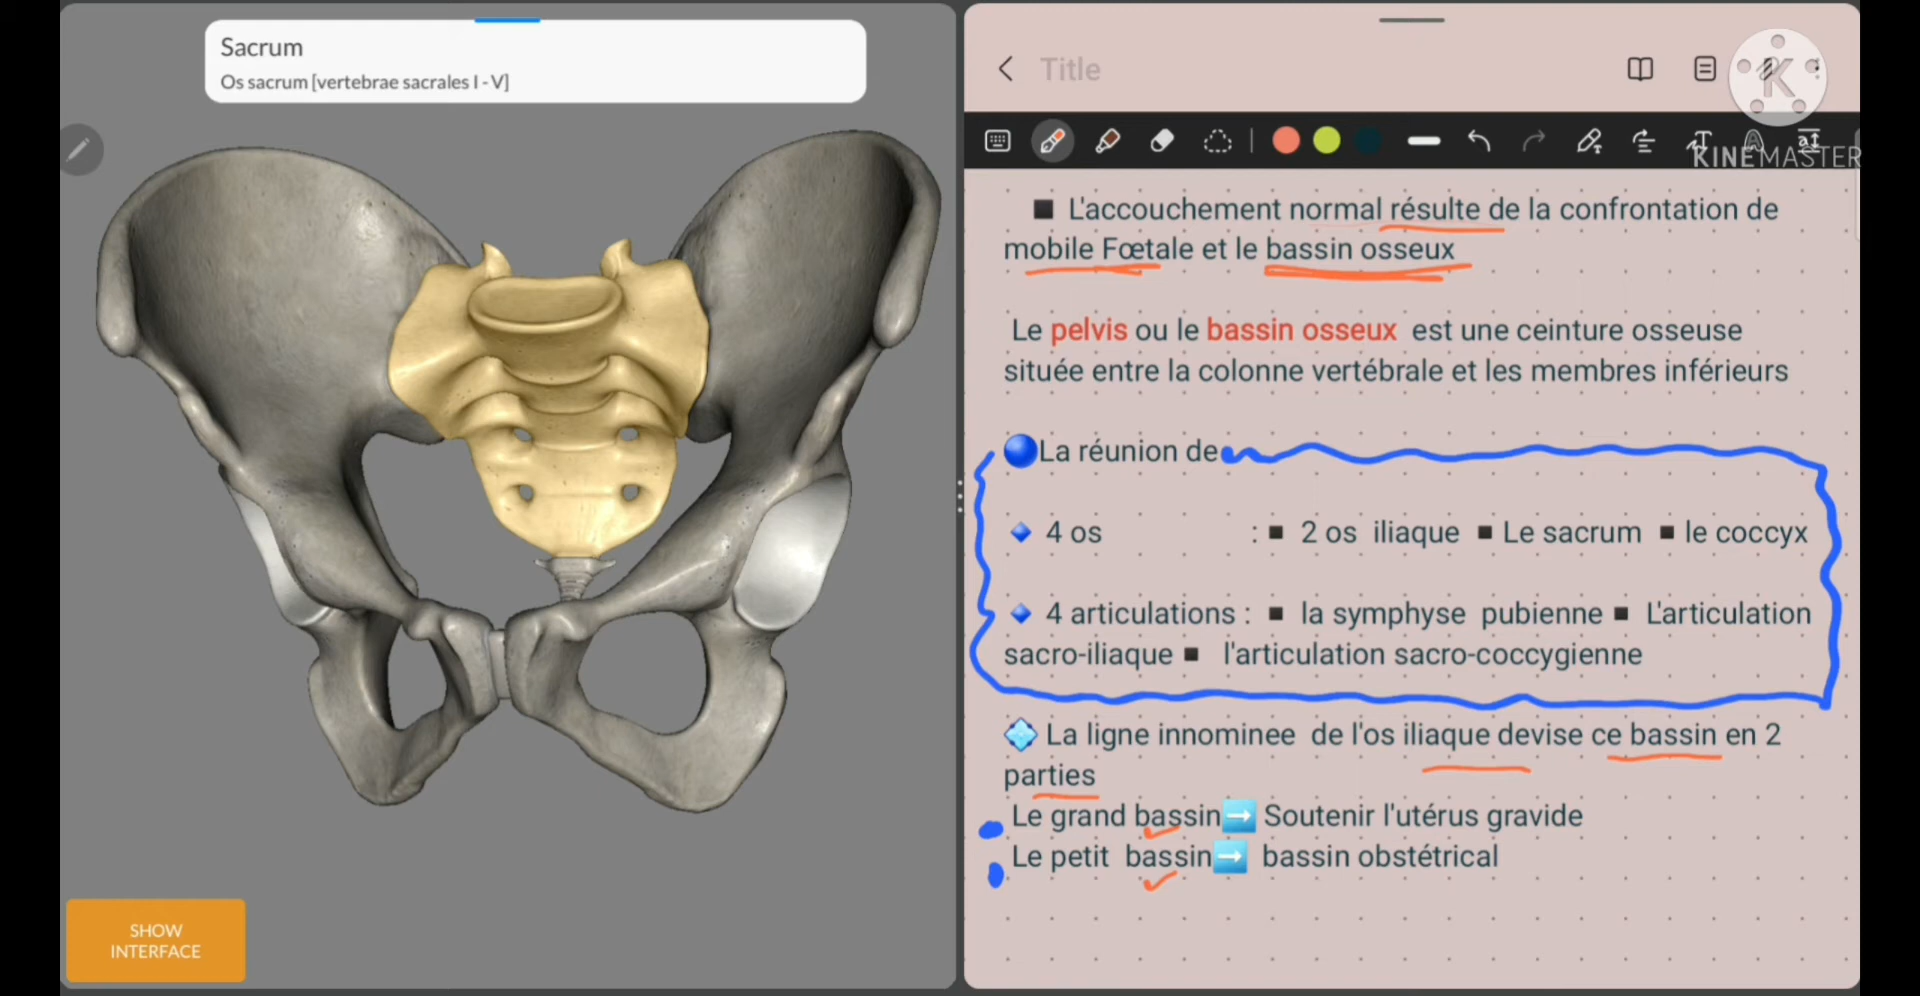 Sacrum
Os sacrum [vertebrae sacrales I - V]
SHOW
INTERFACE
Title
KINEMASTER
L'accouchement normal résulte de la confrontation de
mobile Fœtale et le bassin osseux
Le pelvis ou le bassin osseux est une ceinture osseuse
située entre la colonne vertébrale et les membres inférieurs
La réunion de
4 os : ▪ 2 os iliaque ▪ Le sacrum ▪ le coccyx
4 articulations : ▪ la symphyse pubienne ▪ L'articulation
sacro-iliaque ▪ l'articulation sacro-coccygienne
La ligne innominee de l'os iliaque devise ce bassin en 2
parties
Le grand bassin➡ Soutenir l'utérus gravide
Le petit bassin➡ bassin obstétrical